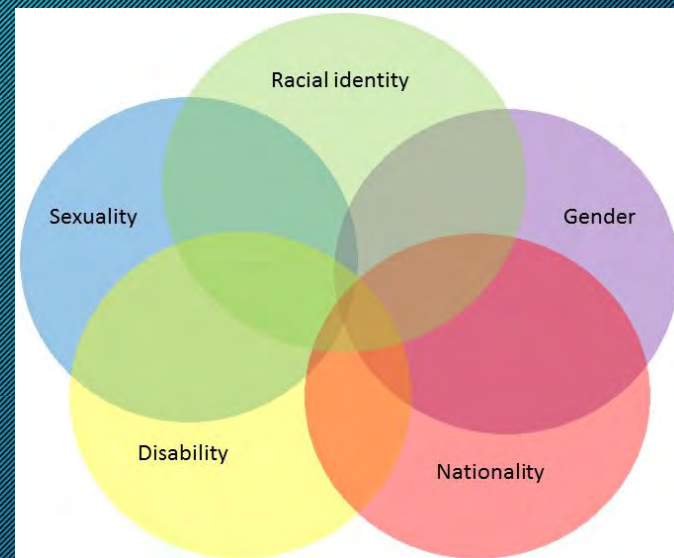 Racial identity
Sexuality
Gender
Disability
Nationality